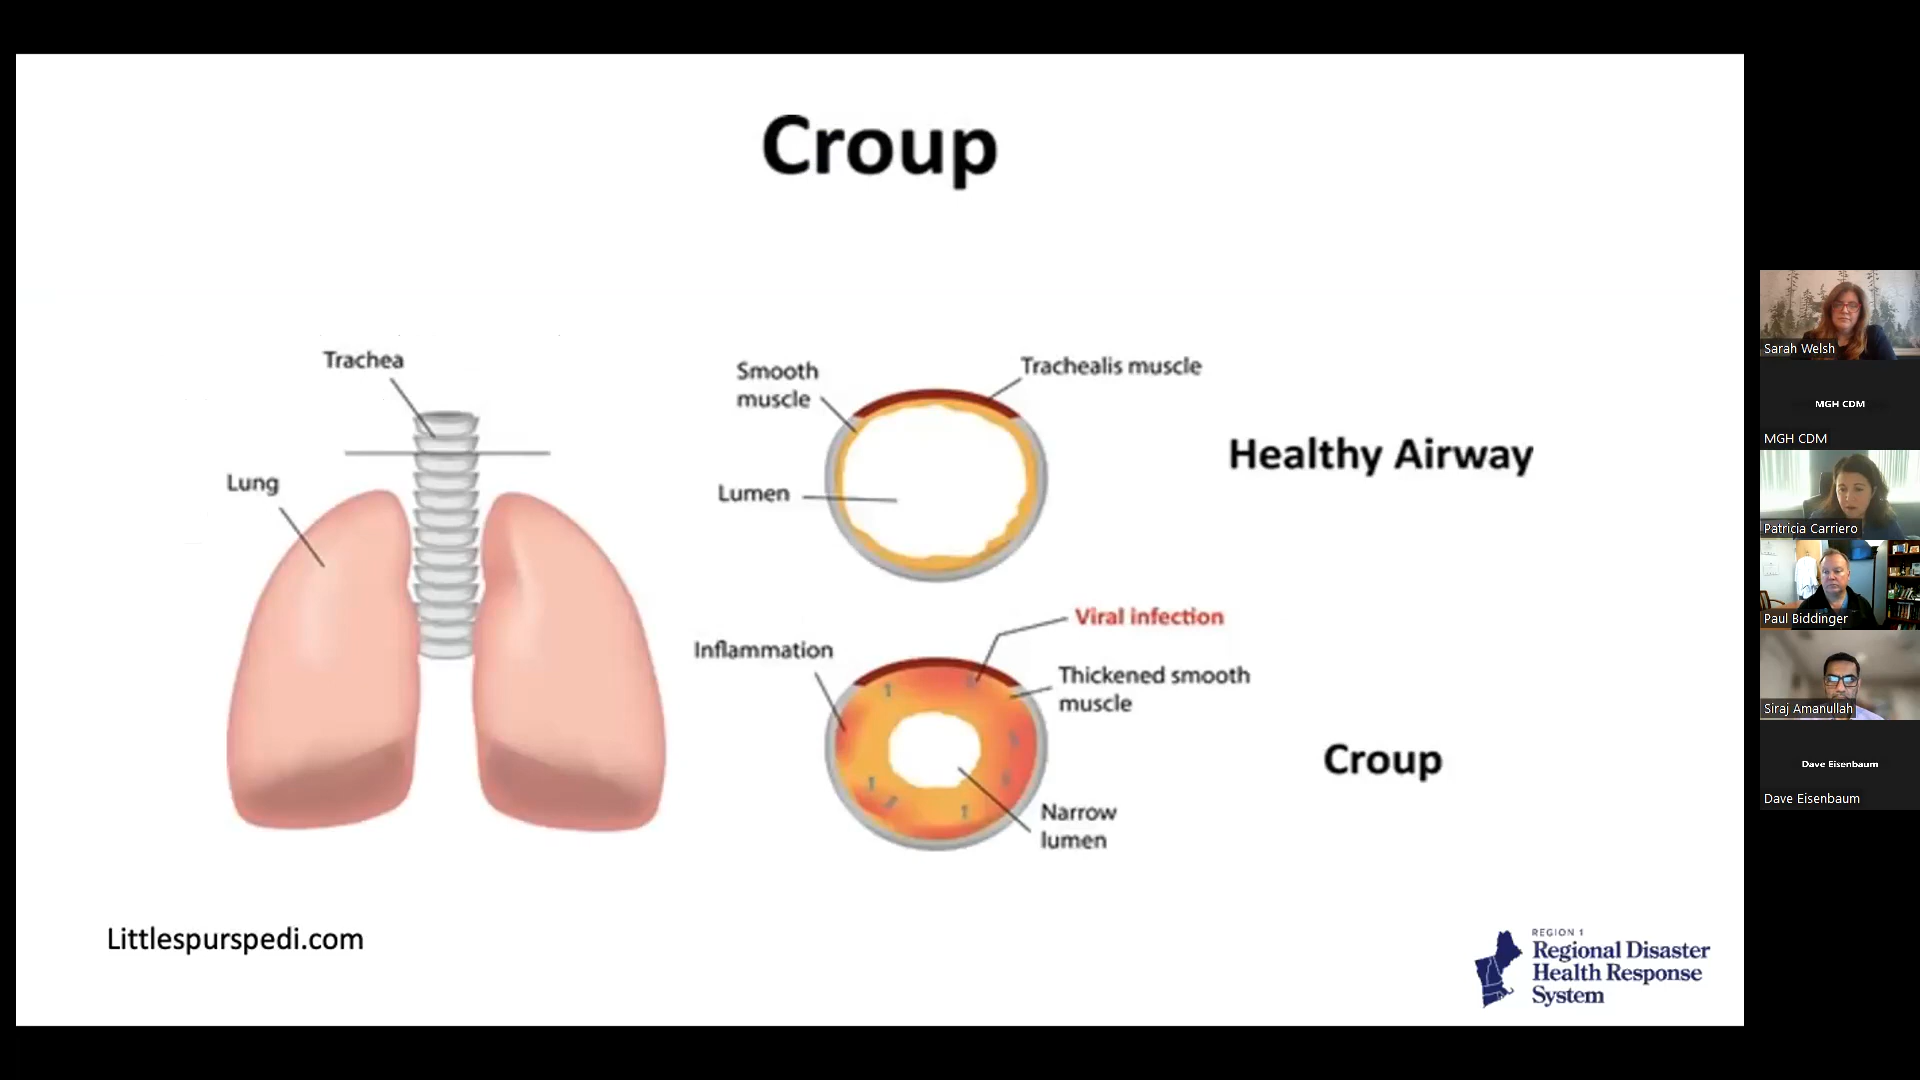 Croup
Trachea
Lung
Smooth
muscle
Trachealis muscle
Lumen
Healthy Airway
Viral infection
Inflammation
Thickened smooth
muscle
Croup
Narrow
lumen
Littlespurspedi.com
REGION 1
Regional Disaster
Health Response
System
Sarah Welsh
MGH CDM
MGH CDM
Patricia Carriero
Paul Biddinger
Siraj Amanullah
Dave Eisenbaum
Dave Eisenbaum